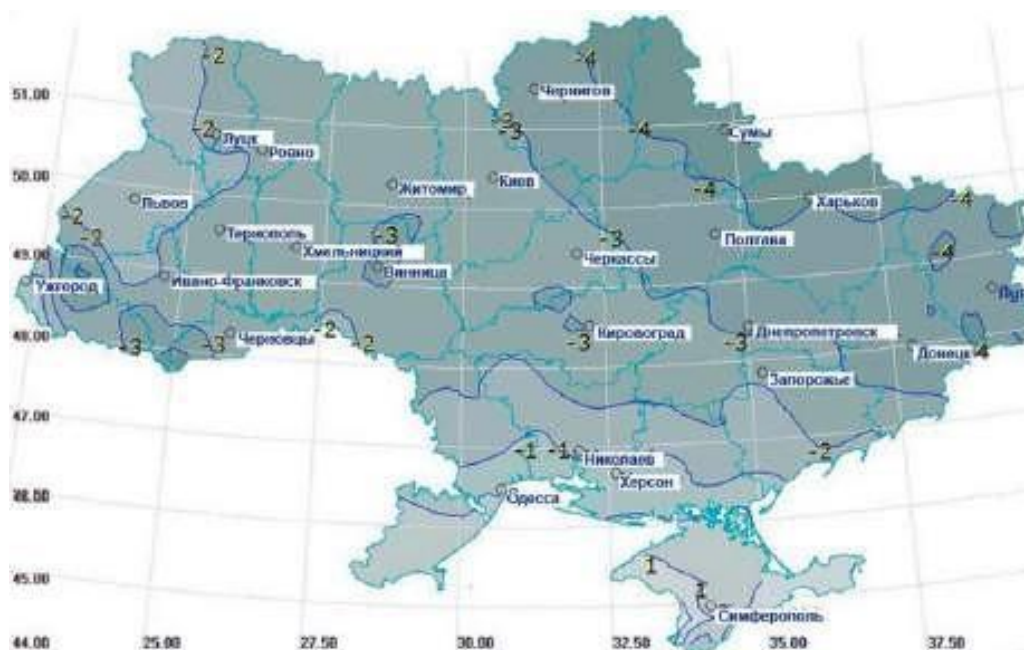 -2
-4
51.00
Чернигов
-2
Луцк
-3
-3
-4
Сумы
Ровно
50.00
Львов
Житомир
Киев
-4
Харьков
-4
-2
-2
Тернополь
-3
Хмельницкий
-3
Полтава
-4
49.00
Ужгород
Ивано-Франковск
Винница
Черкассы
Луг
48.00
-3
-3
Черновцы
-2
-2
Кировоград
-3
Днепропетровск
-3
Донецк
-4
Запорожье
47.00
-1
-1
Николаев
-2
Херсон
Одесса
46.00
1
1
45.00
Симферополь
44.00
25.00
27.50
30.00
32.50
35.00
37.50